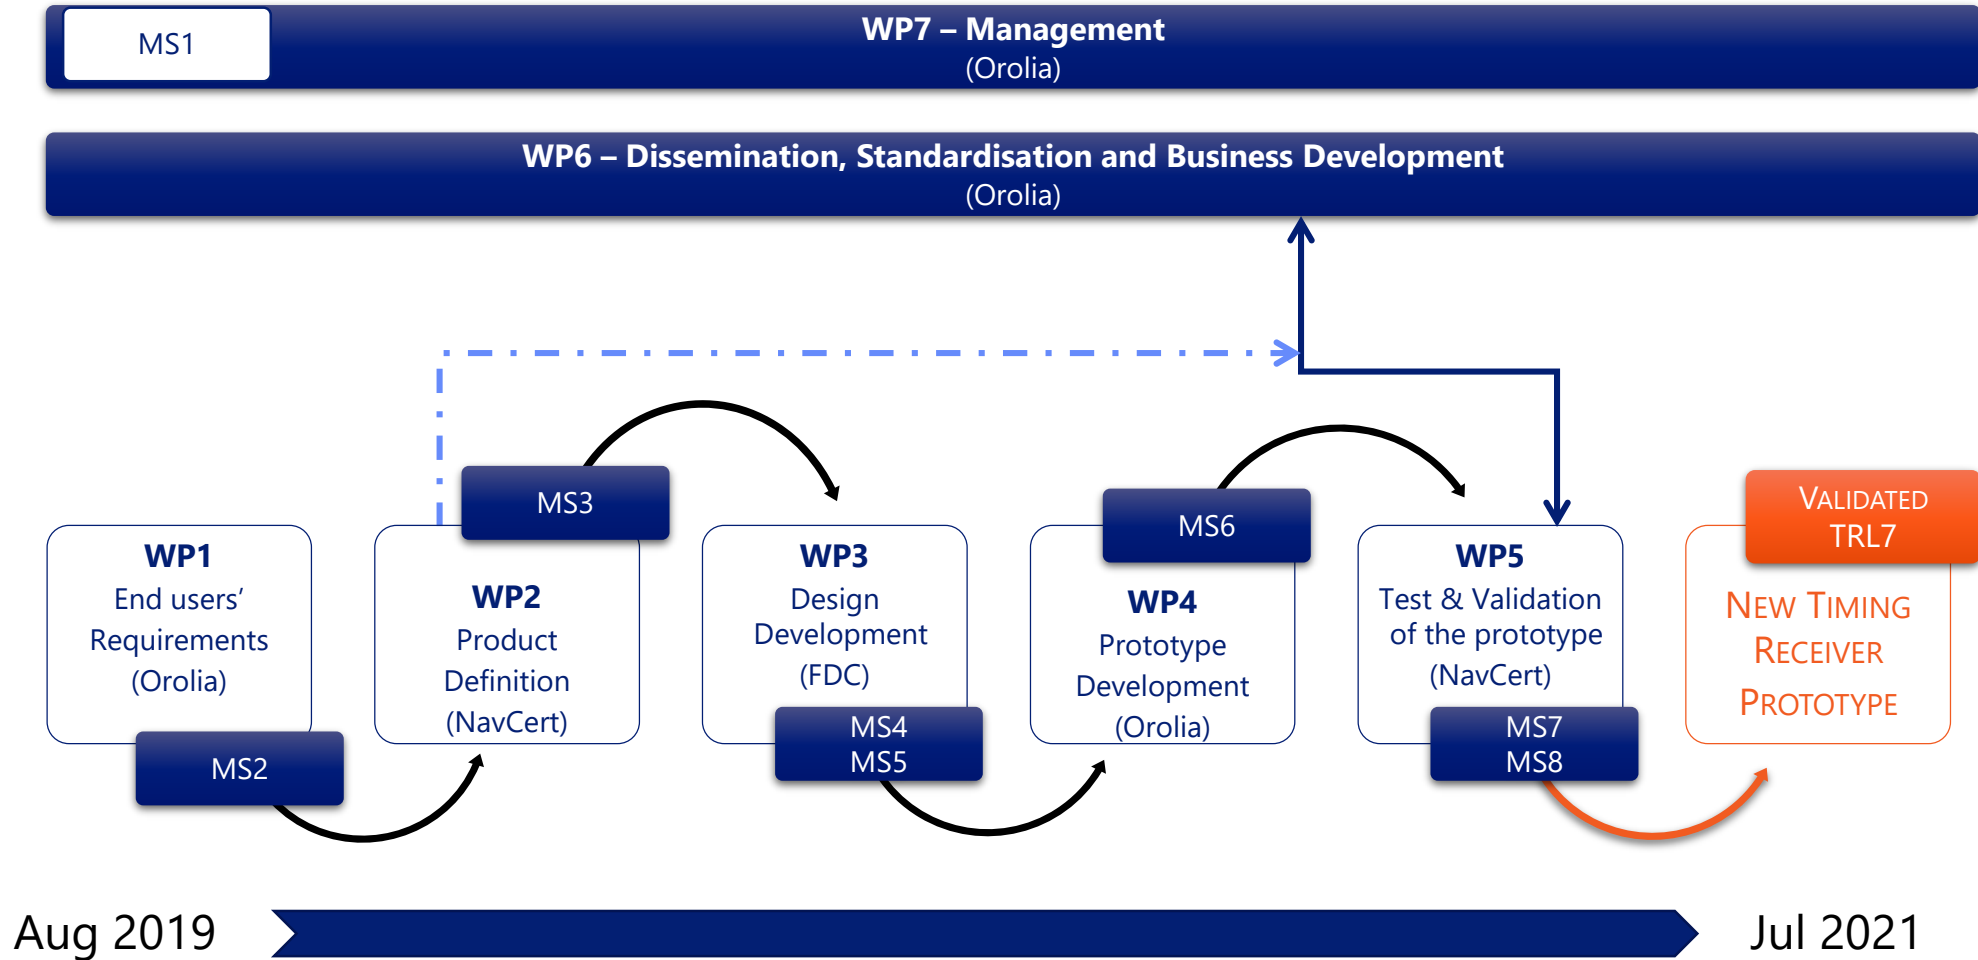 MS1
WP7 – Management
(Orolia)
WP6 – Dissemination, Standardisation and Business Development
(Orolia)
WP1
End users’
Requirements
(Orolia)
MS2
MS3
WP2
Product
Definition
(NavCert)
WP3
Design
Development
(FDC)
MS4
MS5
MS6
WP4
Prototype
Development
(Orolia)
WP5
Test & Validation
of the prototype
(NavCert)
MS7
MS8
VALIDATED
TRL7
NEW TIMING
RECEIVER
PROTOTYPE
Aug 2019
Jul 2021